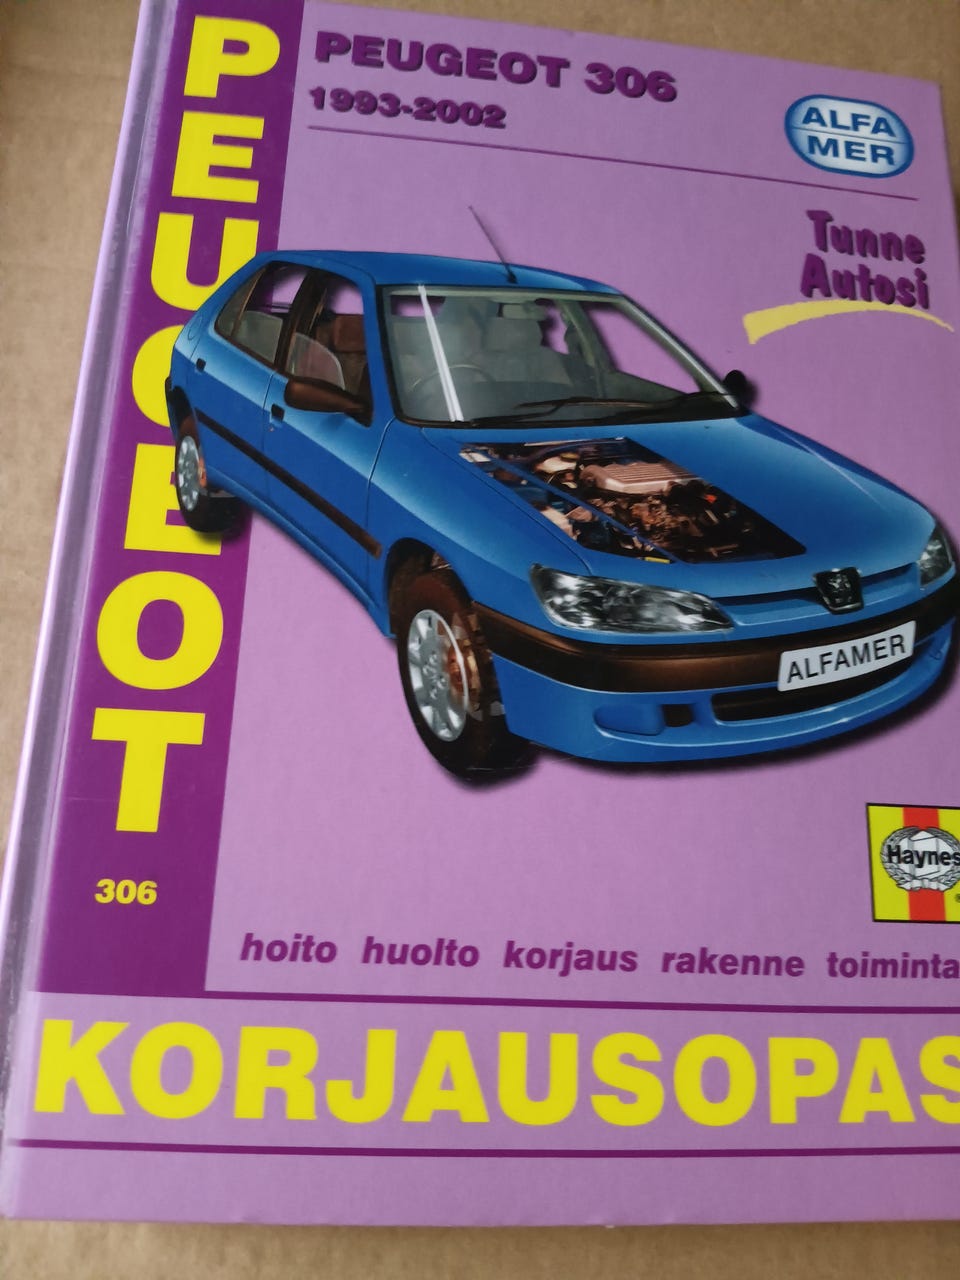 PEUGEOT
306
PEUGEOT 306
1993-2002
ALFA
MER
Tunne
Autosi
ALFAMER
Haynes
hoito huolto korjaus rakenne toiminta
KORJAUSOPAS